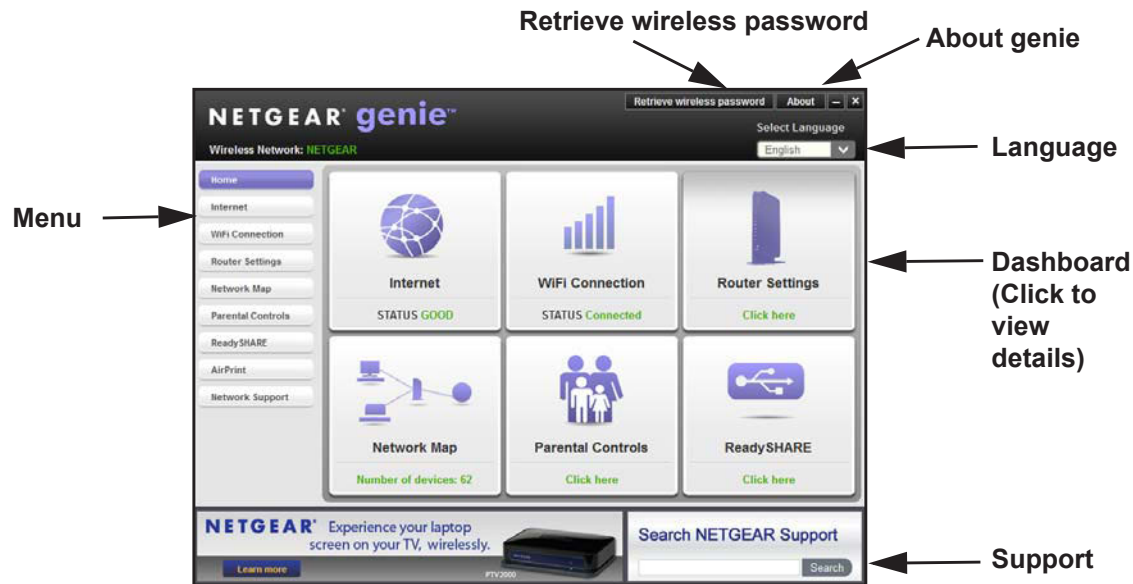 Retrieve wireless password
About genie
NETGEAR® genie™
Retrieve wireless password About
Select Language
Wireless Network: NETGEAR
English
Language
Menu
Home
Internet
WiFi Connection
Router Settings
Network Map
Parental Controls
ReadySHARE
AirPrint
Network Support
Internet
STATUS GOOD
WiFi Connection
STATUS Connected
Router Settings
Click here
Dashboard
(Click to
view
details)
Network Map
Number of devices: 62
Parental Controls
Click here
ReadySHARE
Click here
NETGEAR® Experience your laptop
screen on your TV, wirelessly.
Learn more
PTV2000
Search NETGEAR Support
Search
Support